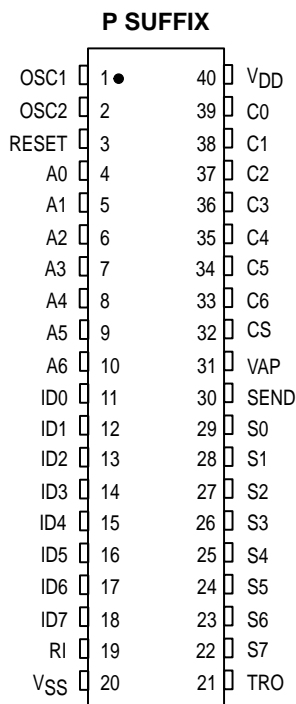 P SUFFIX
OSC1 1 40 VDD
OSC2 2 39 C0
RESET 3 38 C1
A0 4 37 C2
A1 5 36 C3
A2 6 35 C4
A3 7 34 C5
A4 8 33 C6
A5 9 32 CS
A6 10 31 VAP
ID0 11 30 SEND
ID1 12 29 S0
ID2 13 28 S1
ID3 14 27 S2
ID4 15 26 S3
ID5 16 25 S4
ID6 17 24 S5
ID7 18 23 S6
RI 19 22 S7
VSS 20 21 TRO